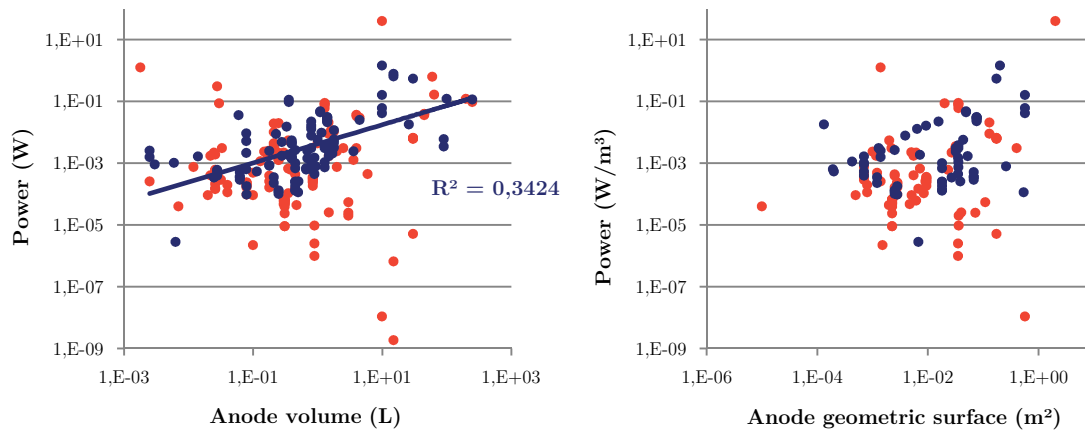 Power (W)
1,E+01
1,E-01
1,E-03
1,E-05
1,E-07
1,E-09
R² = 0,3424
1,E-03
1,E-01
1,E+01
1,E+03
Anode volume (L)
Power (W/m³)
1,E+01
1,E-01
1,E-03
1,E-05
1,E-07
1,E-09
1,E-06
1,E-04
1,E-02
1,E+00
Anode geometric surface (m²)